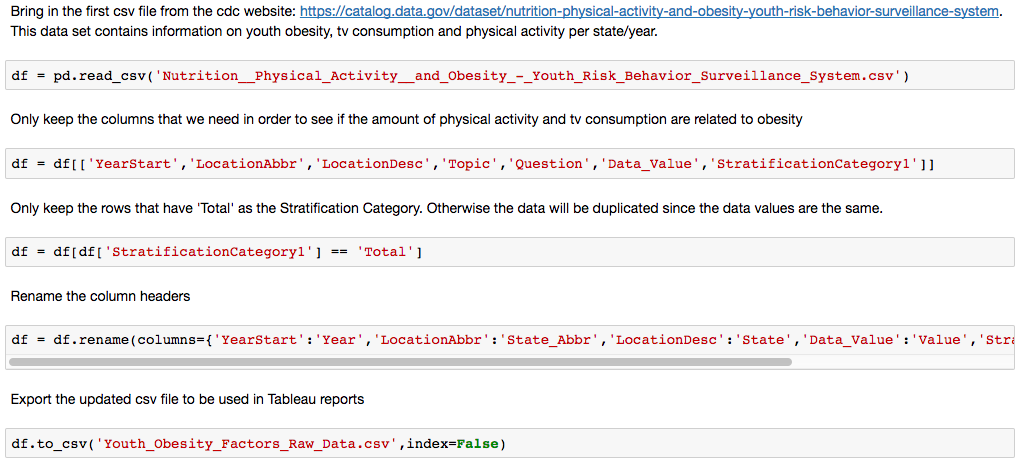 Bring in the first csv file from the cdc website: https://catalog.data.gov/dataset/nutrition-physical-activity-and-obesity-youth-risk-behavior-surveillance-system.
This data set contains information on youth obesity, tv consumption and physical activity per state/year.
df = pd.read_csv('Nutrition__Physical_Activity__and_Obesity_-_Youth_Risk_Behavior_Surveillance_System.csv')
Only keep the columns that we need in order to see if the amount of physical activity and tv consumption are related to obesity
df = df[['YearStart','LocationAbbr','LocationDesc','Topic','Question','Data_Value','StratificationCategory1']]
Only keep the rows that have 'Total' as the Stratification Category. Otherwise the data will be duplicated since the data values are the same.
df = df[df['StratificationCategory1'] == 'Total']
Rename the column headers
df = df.rename(columns={'YearStart':'Year','LocationAbbr':'State_Abbr','LocationDesc':'State','Data_Value':'Value','Stra
Export the updated csv file to be used in Tableau reports
df.to_csv('Youth_Obesity_Factors_Raw_Data.csv',index=False)